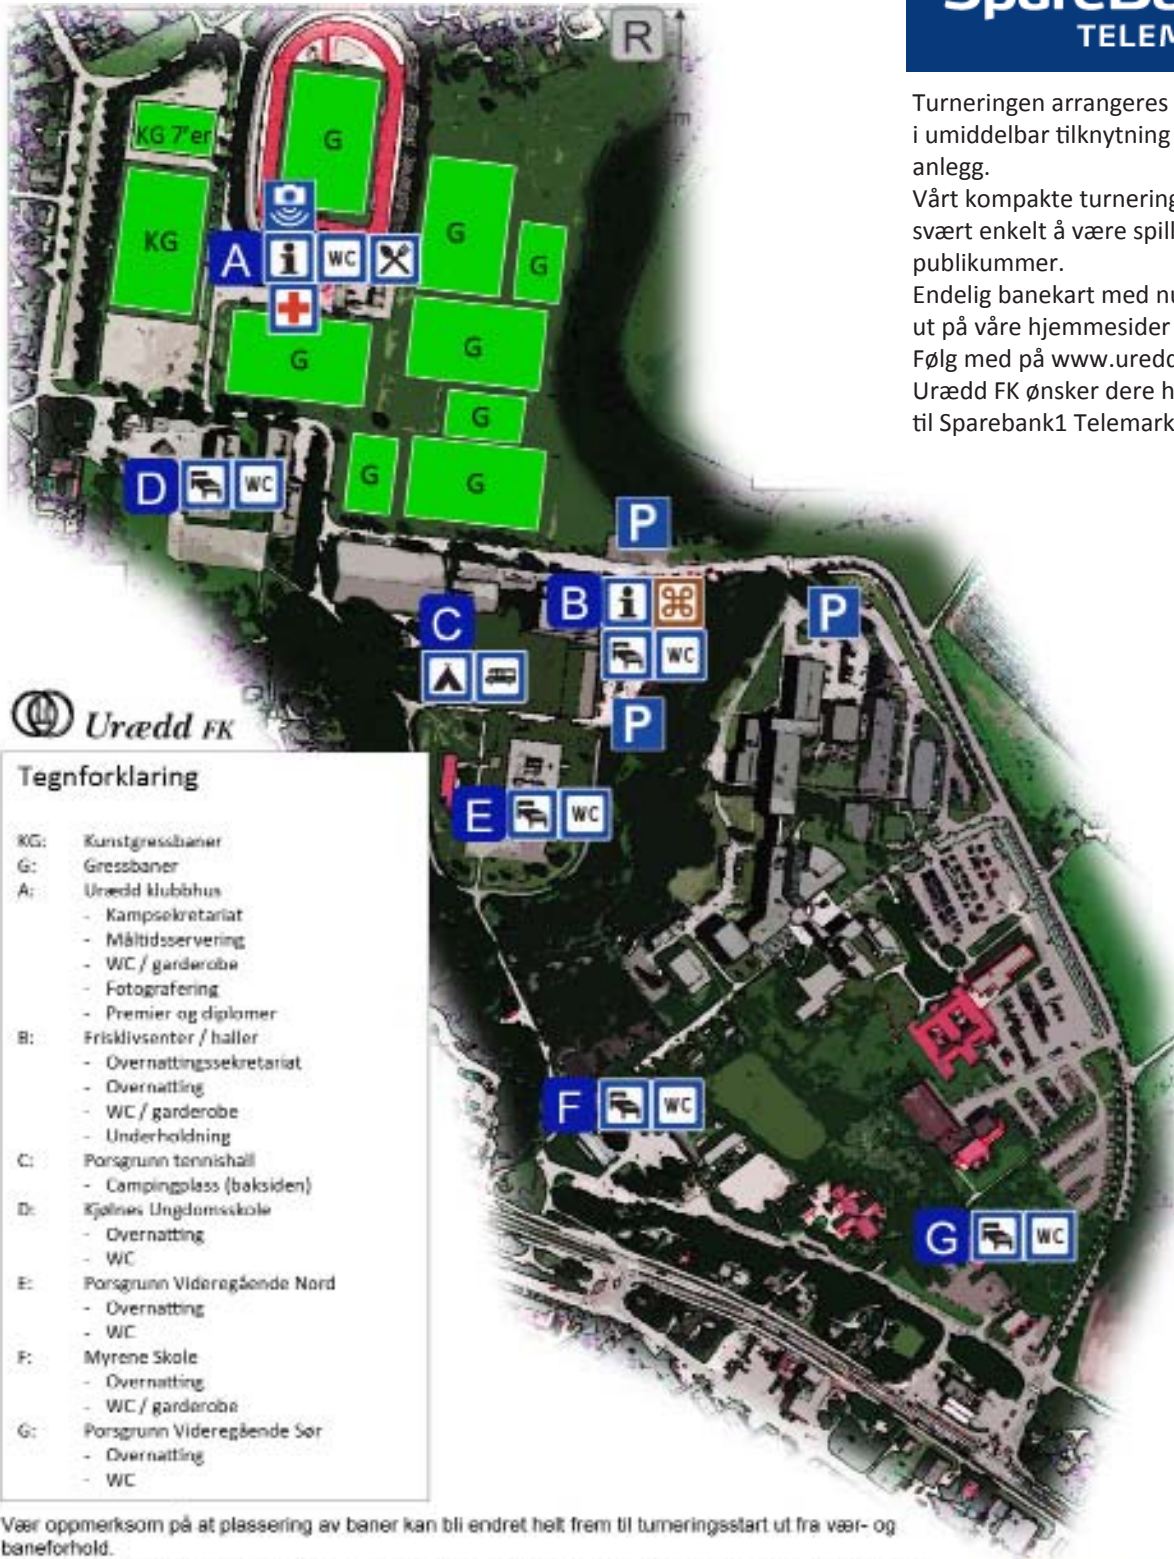 TELEM
Turneringen arrangeres
i umiddelbar tilknytning
anlegg.
Vårt kompakte turnering
svært enkelt å være spill
publikummer.
Endelig banekart med nu
ut på våre hjemmesider
Følg med på www.uredd
Urædd FK ønsker dere h
til Sparebank1 Telemark
R
KG 7'er
G
KG
G
G
A
i
WC
G
G
G
G
G
D
WC
P
B
i
P
C
WC
P
E
WC
F
WC
G
WC
Urædd FK
Tegnforklaring
KG: Kunstgressbaner
G: Gressbaner
A: Urædd klubbhus
- Kampsekretariat
- Måltidsservering
- WC / garderobe
- Fotografering
- Premier og diplomer
B: Frisklivsenter / haller
- Overnattingssekretariat
- Overnatting
- WC / garderobe
- Underholdning
C: Porsgrunn tennishall
- Campingplass (baksiden)
D: Kjølnes Ungdomsskole
- Overnatting
- WC
E: Porsgrunn Videregående Nord
- Overnatting
- WC
F: Myrene Skole
- Overnatting
- WC / garderobe
G: Porsgrunn Videregående Sør
- Overnatting
- WC
Vær oppmerksom på at plassering av baner kan bli endret helt frem til turneringsstart ut fra vær- og
baneforhold.